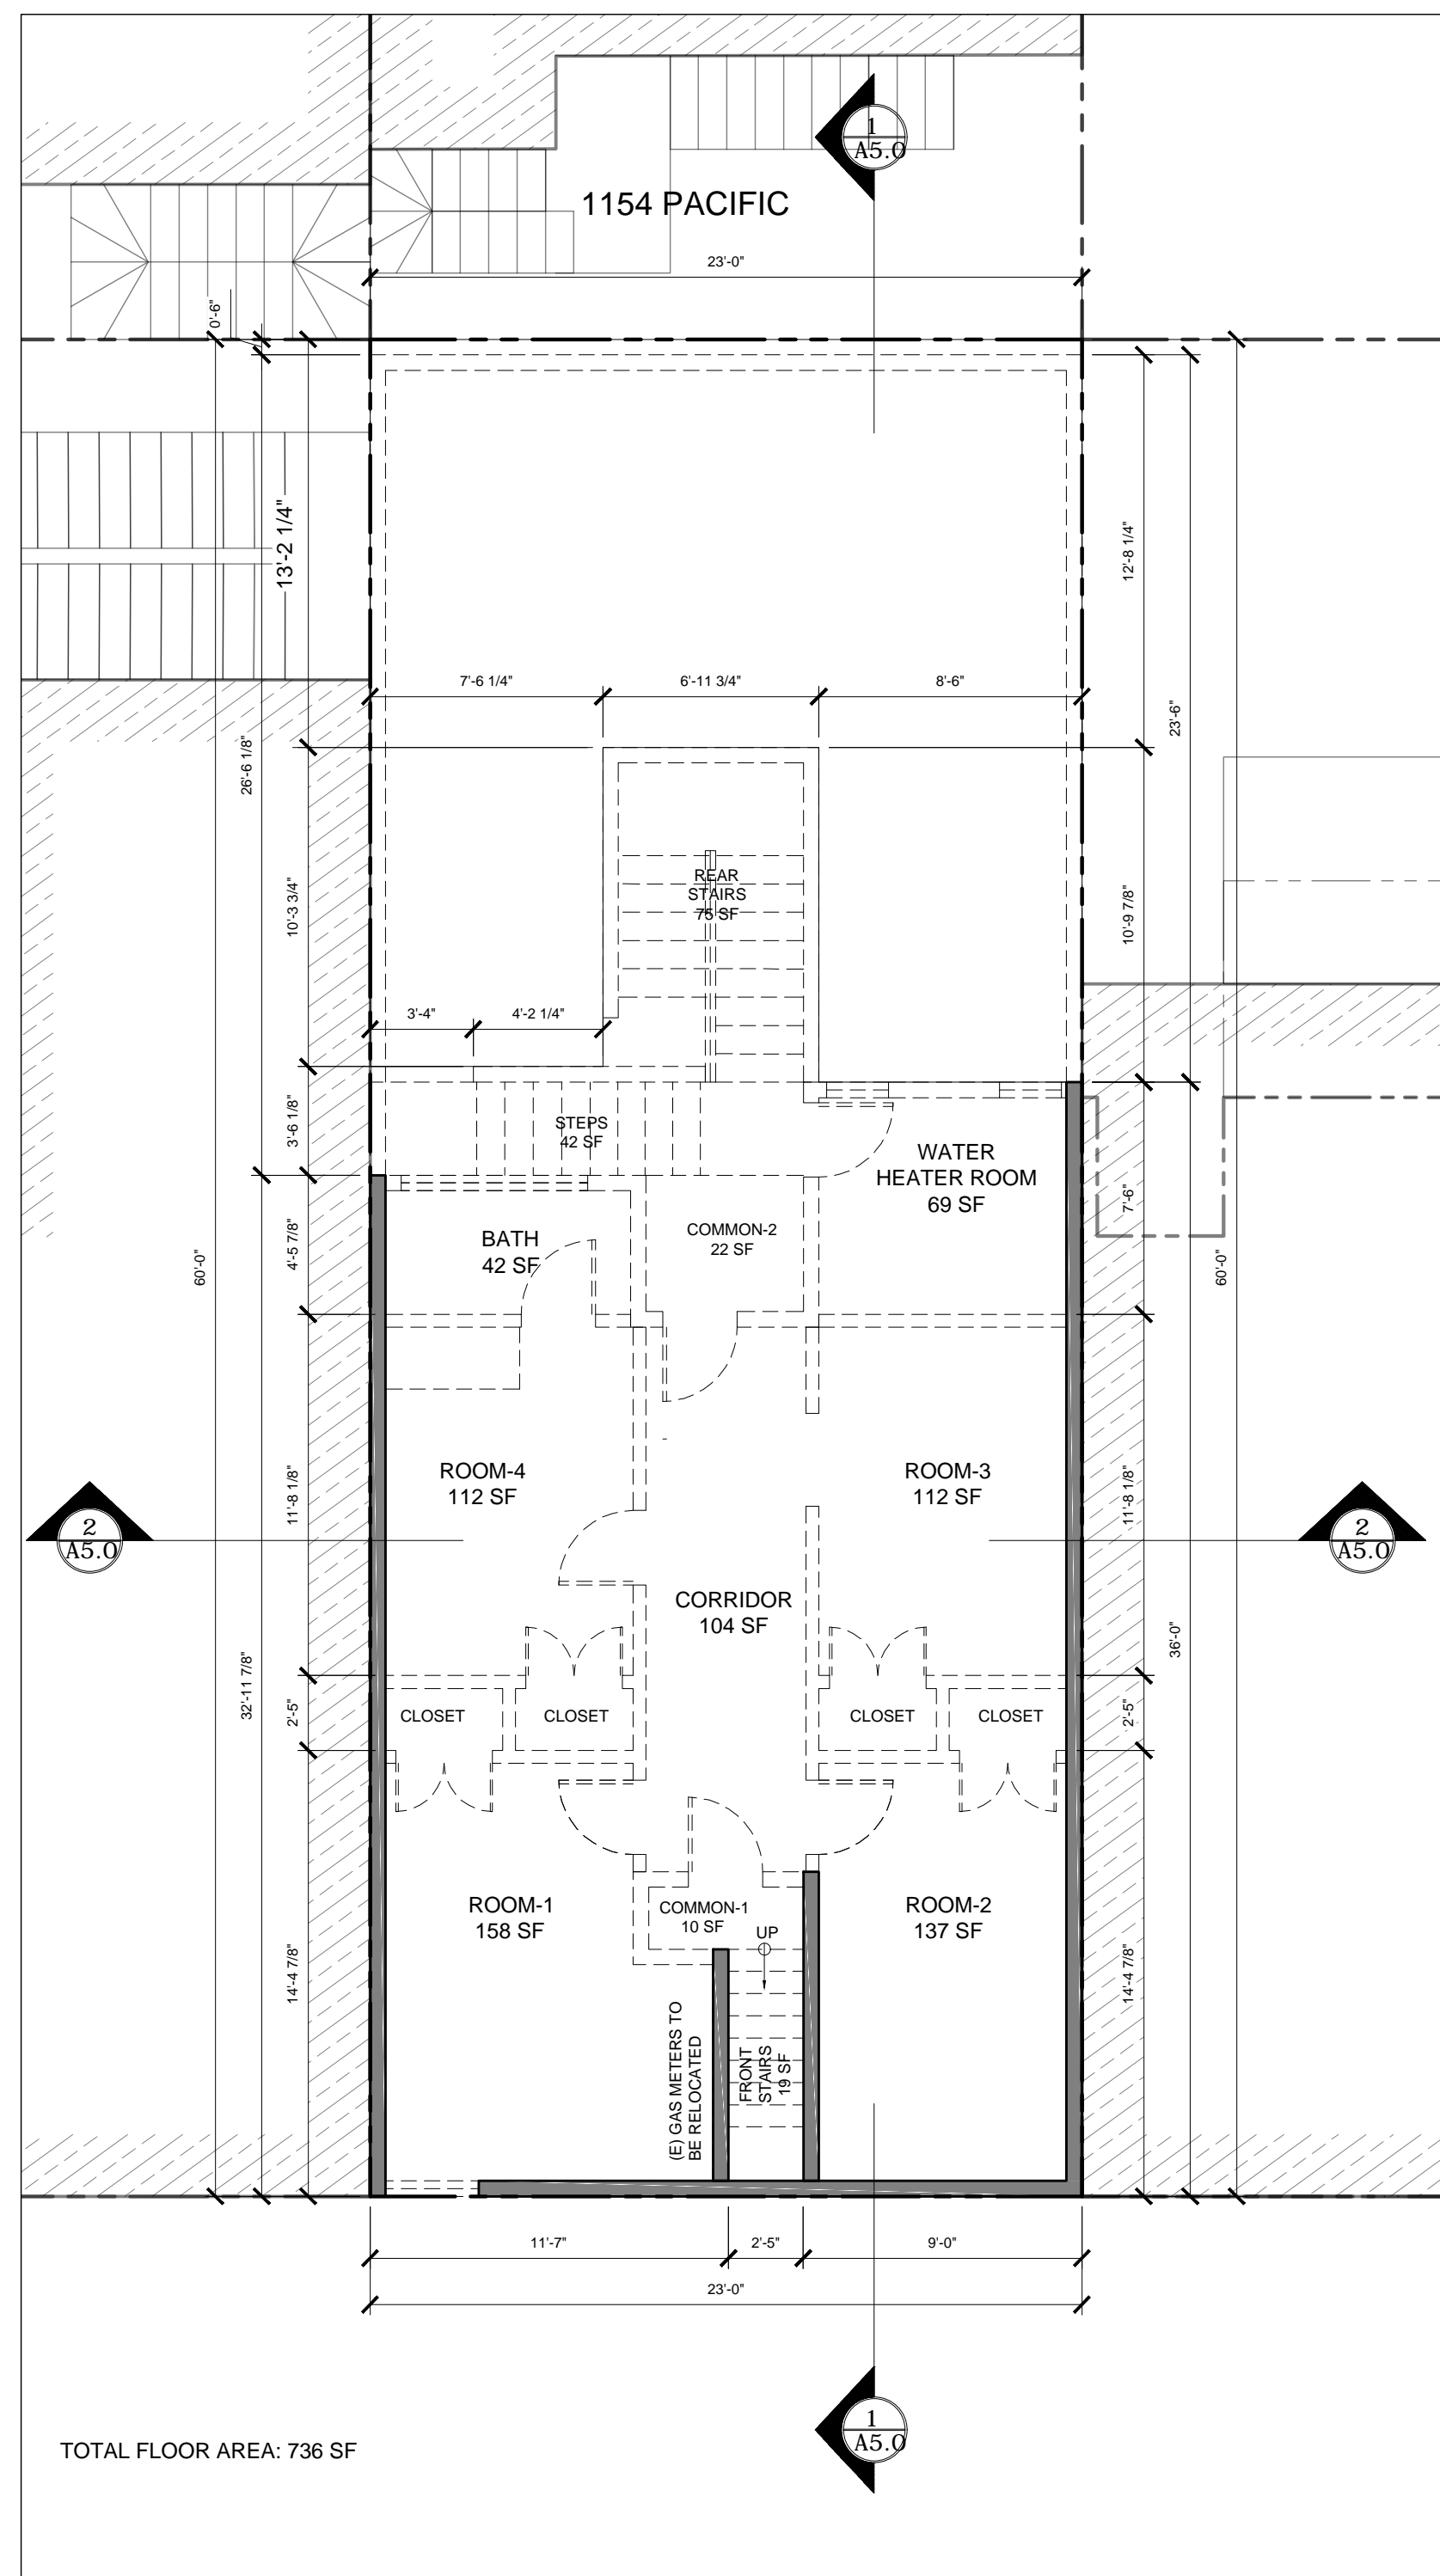 1
A5.0
1154 PACIFIC
23'-0"
0'-6"
13'-2 1/4"
12'-8 1/4"
7'-6 1/4"
6'-11 3/4"
8'-6"
23'-6"
26'-6 1/8"
REAR
STAIRS
75 SF
10'-3 3/4"
10'-9 7/8"
3'-4"
4'-2 1/4"
3'-6 1/8"
STEPS
42 SF
WATER
HEATER ROOM
69 SF
7'-6"
BATH
42 SF
COMMON-2
22 SF
4'-5 7/8"
60'-0"
60'-0"
ROOM-4
112 SF
ROOM-3
112 SF
11'-8 1/8"
11'-8 1/8"
2
A5.0
2
A5.0
CORRIDOR
104 SF
36'-0"
32'-11 7/8"
2'-5"
CLOSET
CLOSET
CLOSET
CLOSET
2'-5"
ROOM-1
158 SF
COMMON-1
10 SF
UP
ROOM-2
137 SF
14'-4 7/8"
14'-4 7/8"
(E) GAS METERS TO
BE RELOCATED
FRONT
STAIRS
19 SF
11'-7"
2'-5"
9'-0"
23'-0"
1
A5.0
TOTAL FLOOR AREA: 736 SF